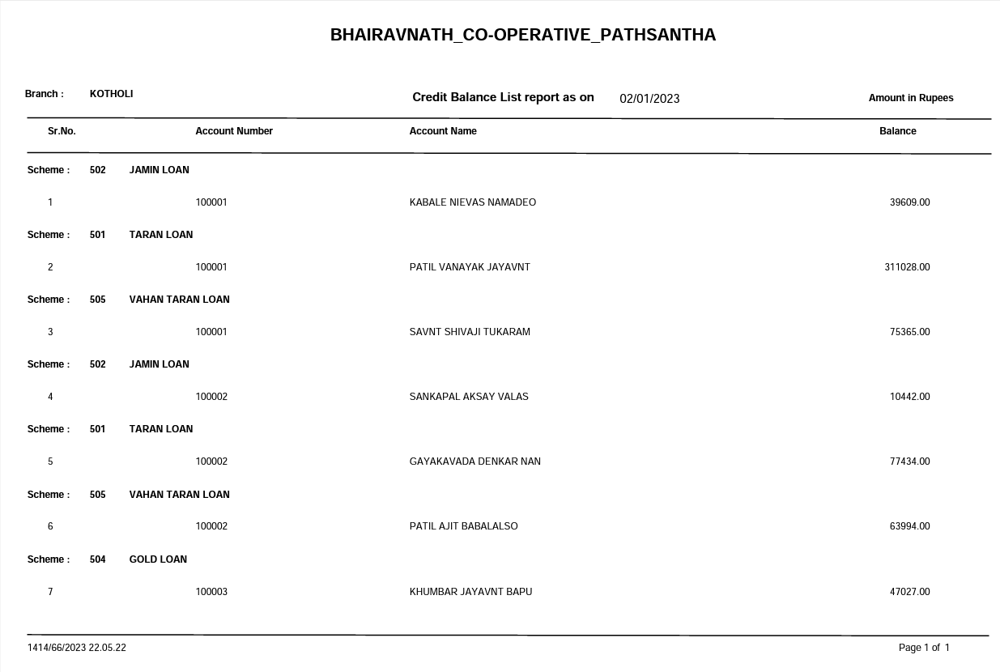 BHAIRAVNATH_CO-OPERATIVE_PATHSANTHA
Branch : KOTHOLI Credit Balance List report as on 02/01/2023 Amount in Rupees
Sr.No. Account Number Account Name Balance
Scheme : 502 JAMIN LOAN
1 100001 KABALE NIEVAS NAMADEO 39609.00
Scheme : 501 TARAN LOAN
2 100001 PATIL VANAYAK JAYAVNT 311028.00
Scheme : 505 VAHAN TARAN LOAN
3 100001 SAVNT SHIVAJI TUKARAM 75365.00
Scheme : 502 JAMIN LOAN
4 100002 SANKAPAL AKSAY VALAS 10442.00
Scheme : 501 TARAN LOAN
5 100002 GAYAKAVADA DENKAR NAN 77434.00
Scheme : 505 VAHAN TARAN LOAN
6 100002 PATIL AJIT BABALALSO 63994.00
Scheme : 504 GOLD LOAN
7 100003 KHUMBAR JAYAVNT BAPU 47027.00
1414/66/2023 22.05.22 Page 1 of 1